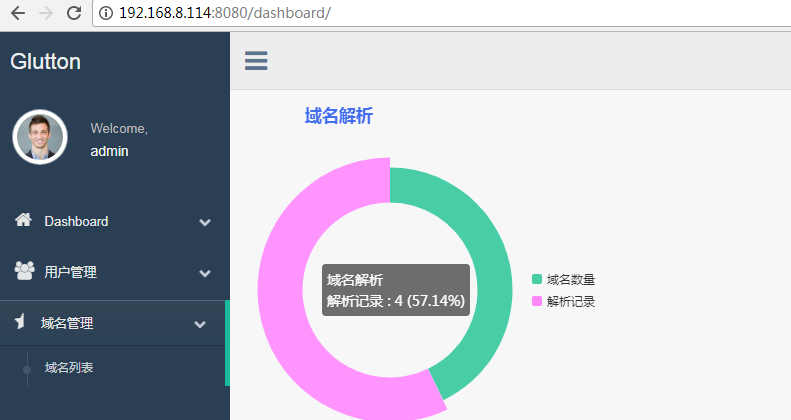 192.168.8.114:8080/dashboard/
Glutton
Welcome,
admin
Dashboard
用户管理
域名管理
域名列表
域名解析
域名解析
解析记录 : 4 (57.14%)
域名数量
解析记录